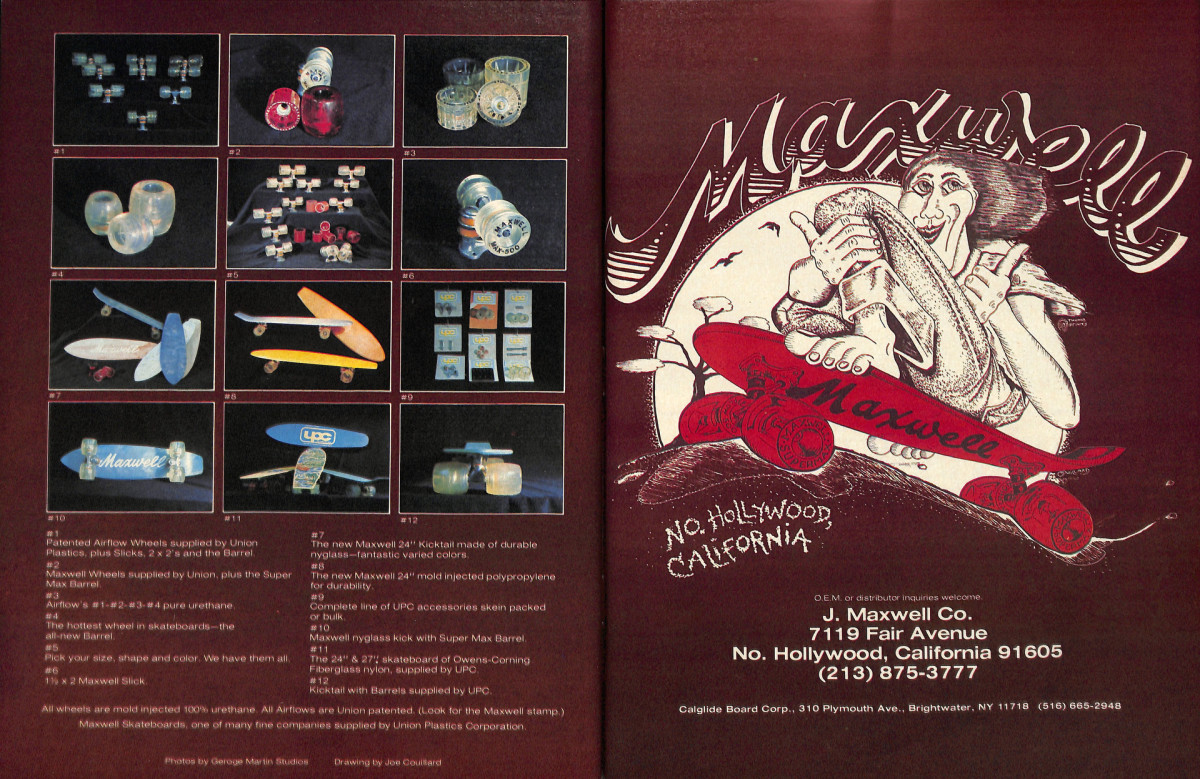 #1
#2
#3
#4
#5
MAXWELL
#6
Maxwell
#7
#8
upc
#9
Maxwell
#10
upc
#11
#12
#1
Patented Airflow Wheels supplied by Union
Plastics, plus Slicks, 2 x 2's and the Barrel.
#2
Maxwell Wheels supplied by Union, plus the Super
Max Barrel.
#3
Airflow's #1-#2-#3-#4 pure urethane.
#4
The hottest wheel in skateboards—the
all-new Barrel.
#5
Pick your size, shape and color. We have them all.
#6
x 2 Maxwell Slick.
#7
The new Maxwell 24" Kicktail made of durable
nyglass—fantastic varied colors.
#8
The new Maxwell 24" mold injected polypropylene
for durability.
#9
Complete line of UPC accessories skein packed
or bulk.
#10
Maxwell nyglass kick with Super Max Barrel.
#11
The 24" & 27" skateboard of Owens-Corning
Fiberglass nylon, supplied by UPC.
#12
Kicktail with Barrels supplied by UPC.
All wheels are mold injected 100% urethane. All Airflows are Union patented. (Look for the Maxwell stamp.)
Maxwell Skateboards, one of many fine companies supplied by Union Plastics Corporation.
Photos by Geroge Martin Studios Drawing by Joe Couillard
Maxwell
Maxwell
NO. HOLLYWOOD,
CALIFORNIA
O.E.M. or distributor inquiries welcome.
J. Maxwell Co.
7119 Fair Avenue
No. Hollywood, California 91605
(213) 875-3777
Calglide Board Corp., 310 Plymouth Ave., Brightwater, NY 11718 (516) 665-2948